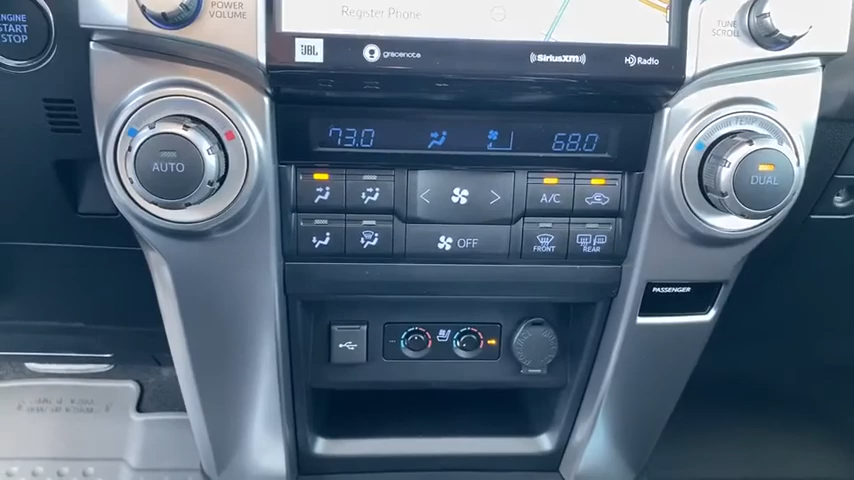 ENGINE
START
STOP
POWER
VOLUME
Register Phone
TUNE
SCROLL
JBL
gracenote
SiriusXM
HD Radio
73.0
68.0
TEMP
AUTO
DUAL
A/C
OFF
FRONT
REAR
PASSENGER